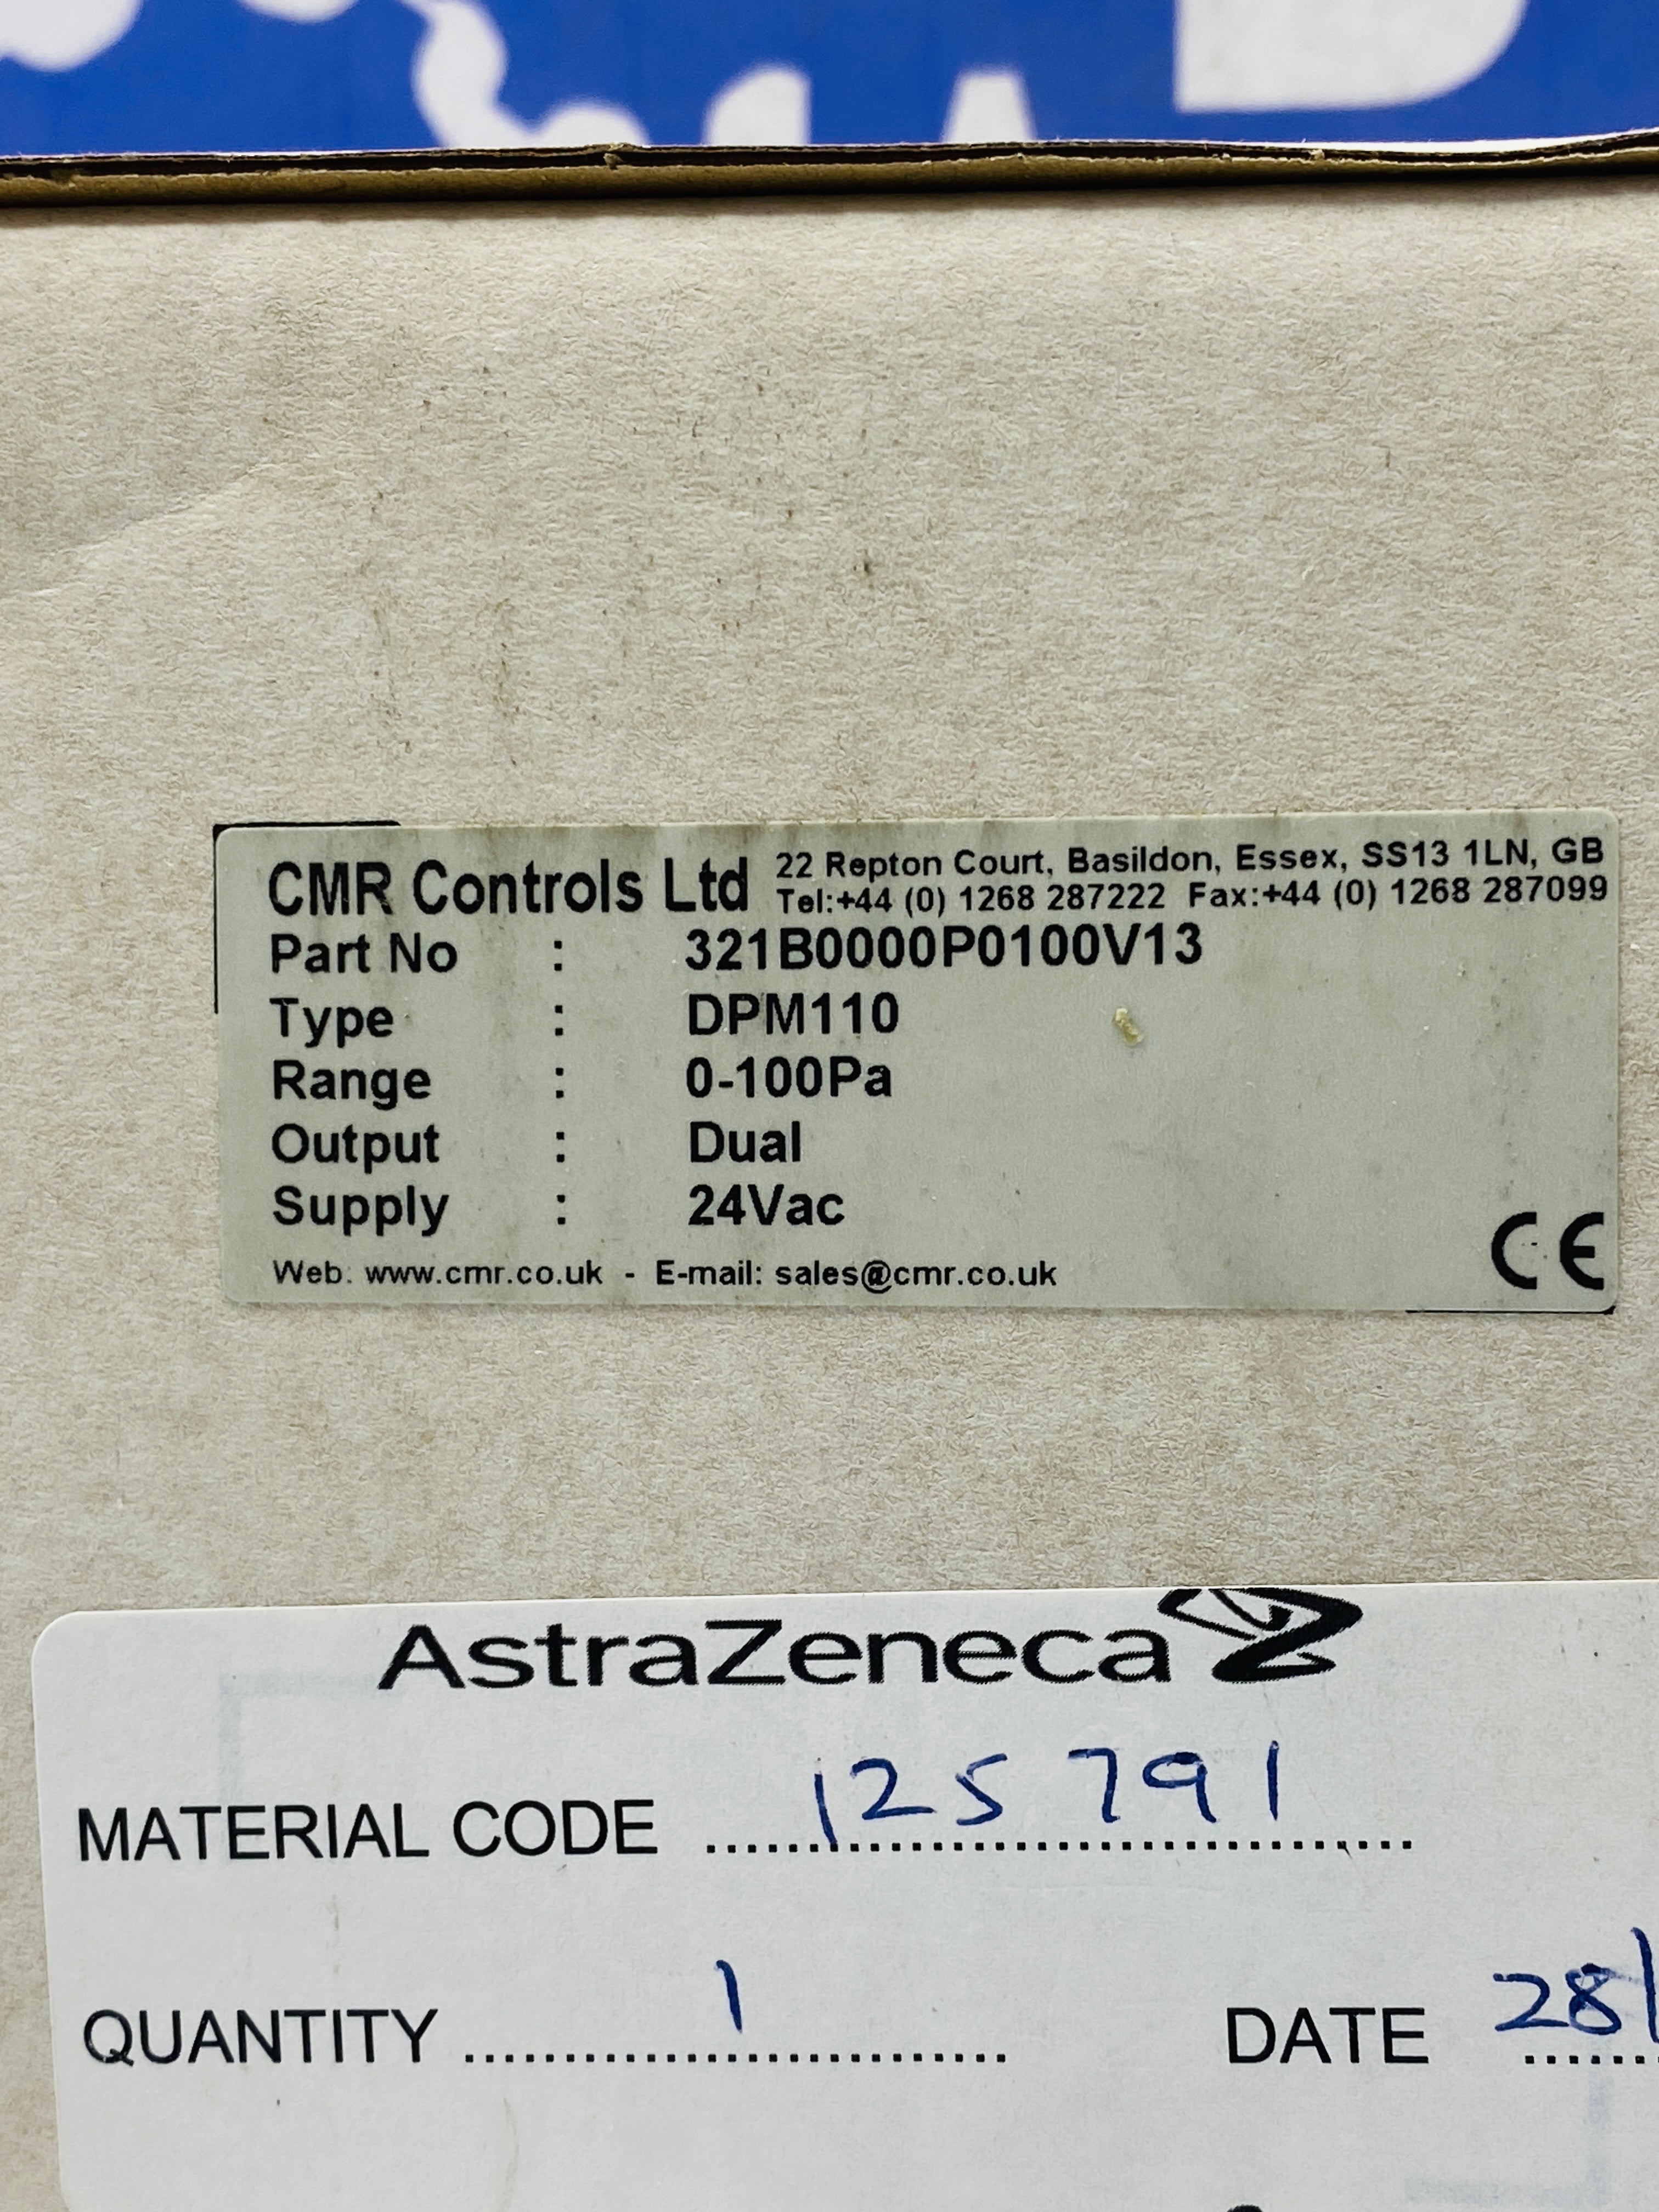 CMR Controls Ltd 22 Repton Court, Basildon, Essex, SS13 1LN, GB
Tel:+44 (0) 1268 287222 Fax:+44 (0) 1268 287099
Part No : 321B0000P0100V13
Type : DPM110
Range : 0-100Pa
Output : Dual
Supply : 24Vac
CE
Web: www.cmr.co.uk - E-mail: sales@cmr.co.uk
AstraZeneca
MATERIAL CODE 125791
QUANTITY 1 DATE 28/